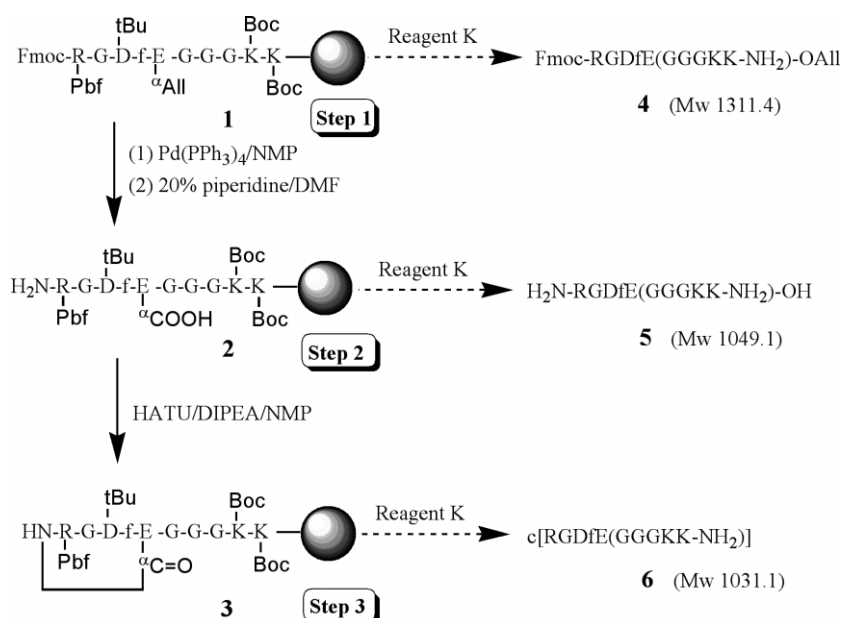 tBu Boc
Fmoc-R-G-D-f-E -G-G-G-K-K
Pbf αAll Boc
Reagent K
Fmoc-RGDfE(GGGKK-NH₂)-OAll
1 Step 1
4 (Mw 1311.4)
(1) Pd(PPh₃)₄/NMP
(2) 20% piperidine/DMF
tBu Boc
H₂N-R-G-D-f-E -G-G-G-K-K
Pbf αCOOH Boc
Reagent K
H₂N-RGDfE(GGGKK-NH₂)-OH
2 Step 2
5 (Mw 1049.1)
HATU/DIPEA/NMP
tBu Boc
HN-R-G-D-f-E -G-G-G-K-K
Pbf αC=O Boc
Reagent K
c[RGDfE(GGGKK-NH₂)]
3 Step 3
6 (Mw 1031.1)